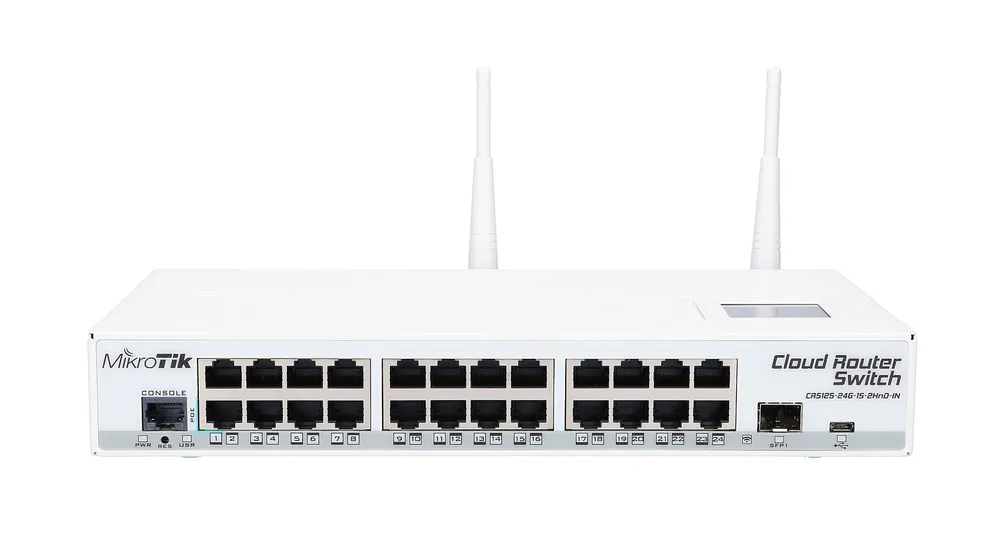 MikroTik
Cloud Router
Switch
CRS125-24G-1S-2HnD-IN
CONSOLE
POE
PWR RES USR
1 2 3 4 5 6 7 8 9 10 11 12 13 14 15 16 17 18 19 20 21 22 23 24
SFP1